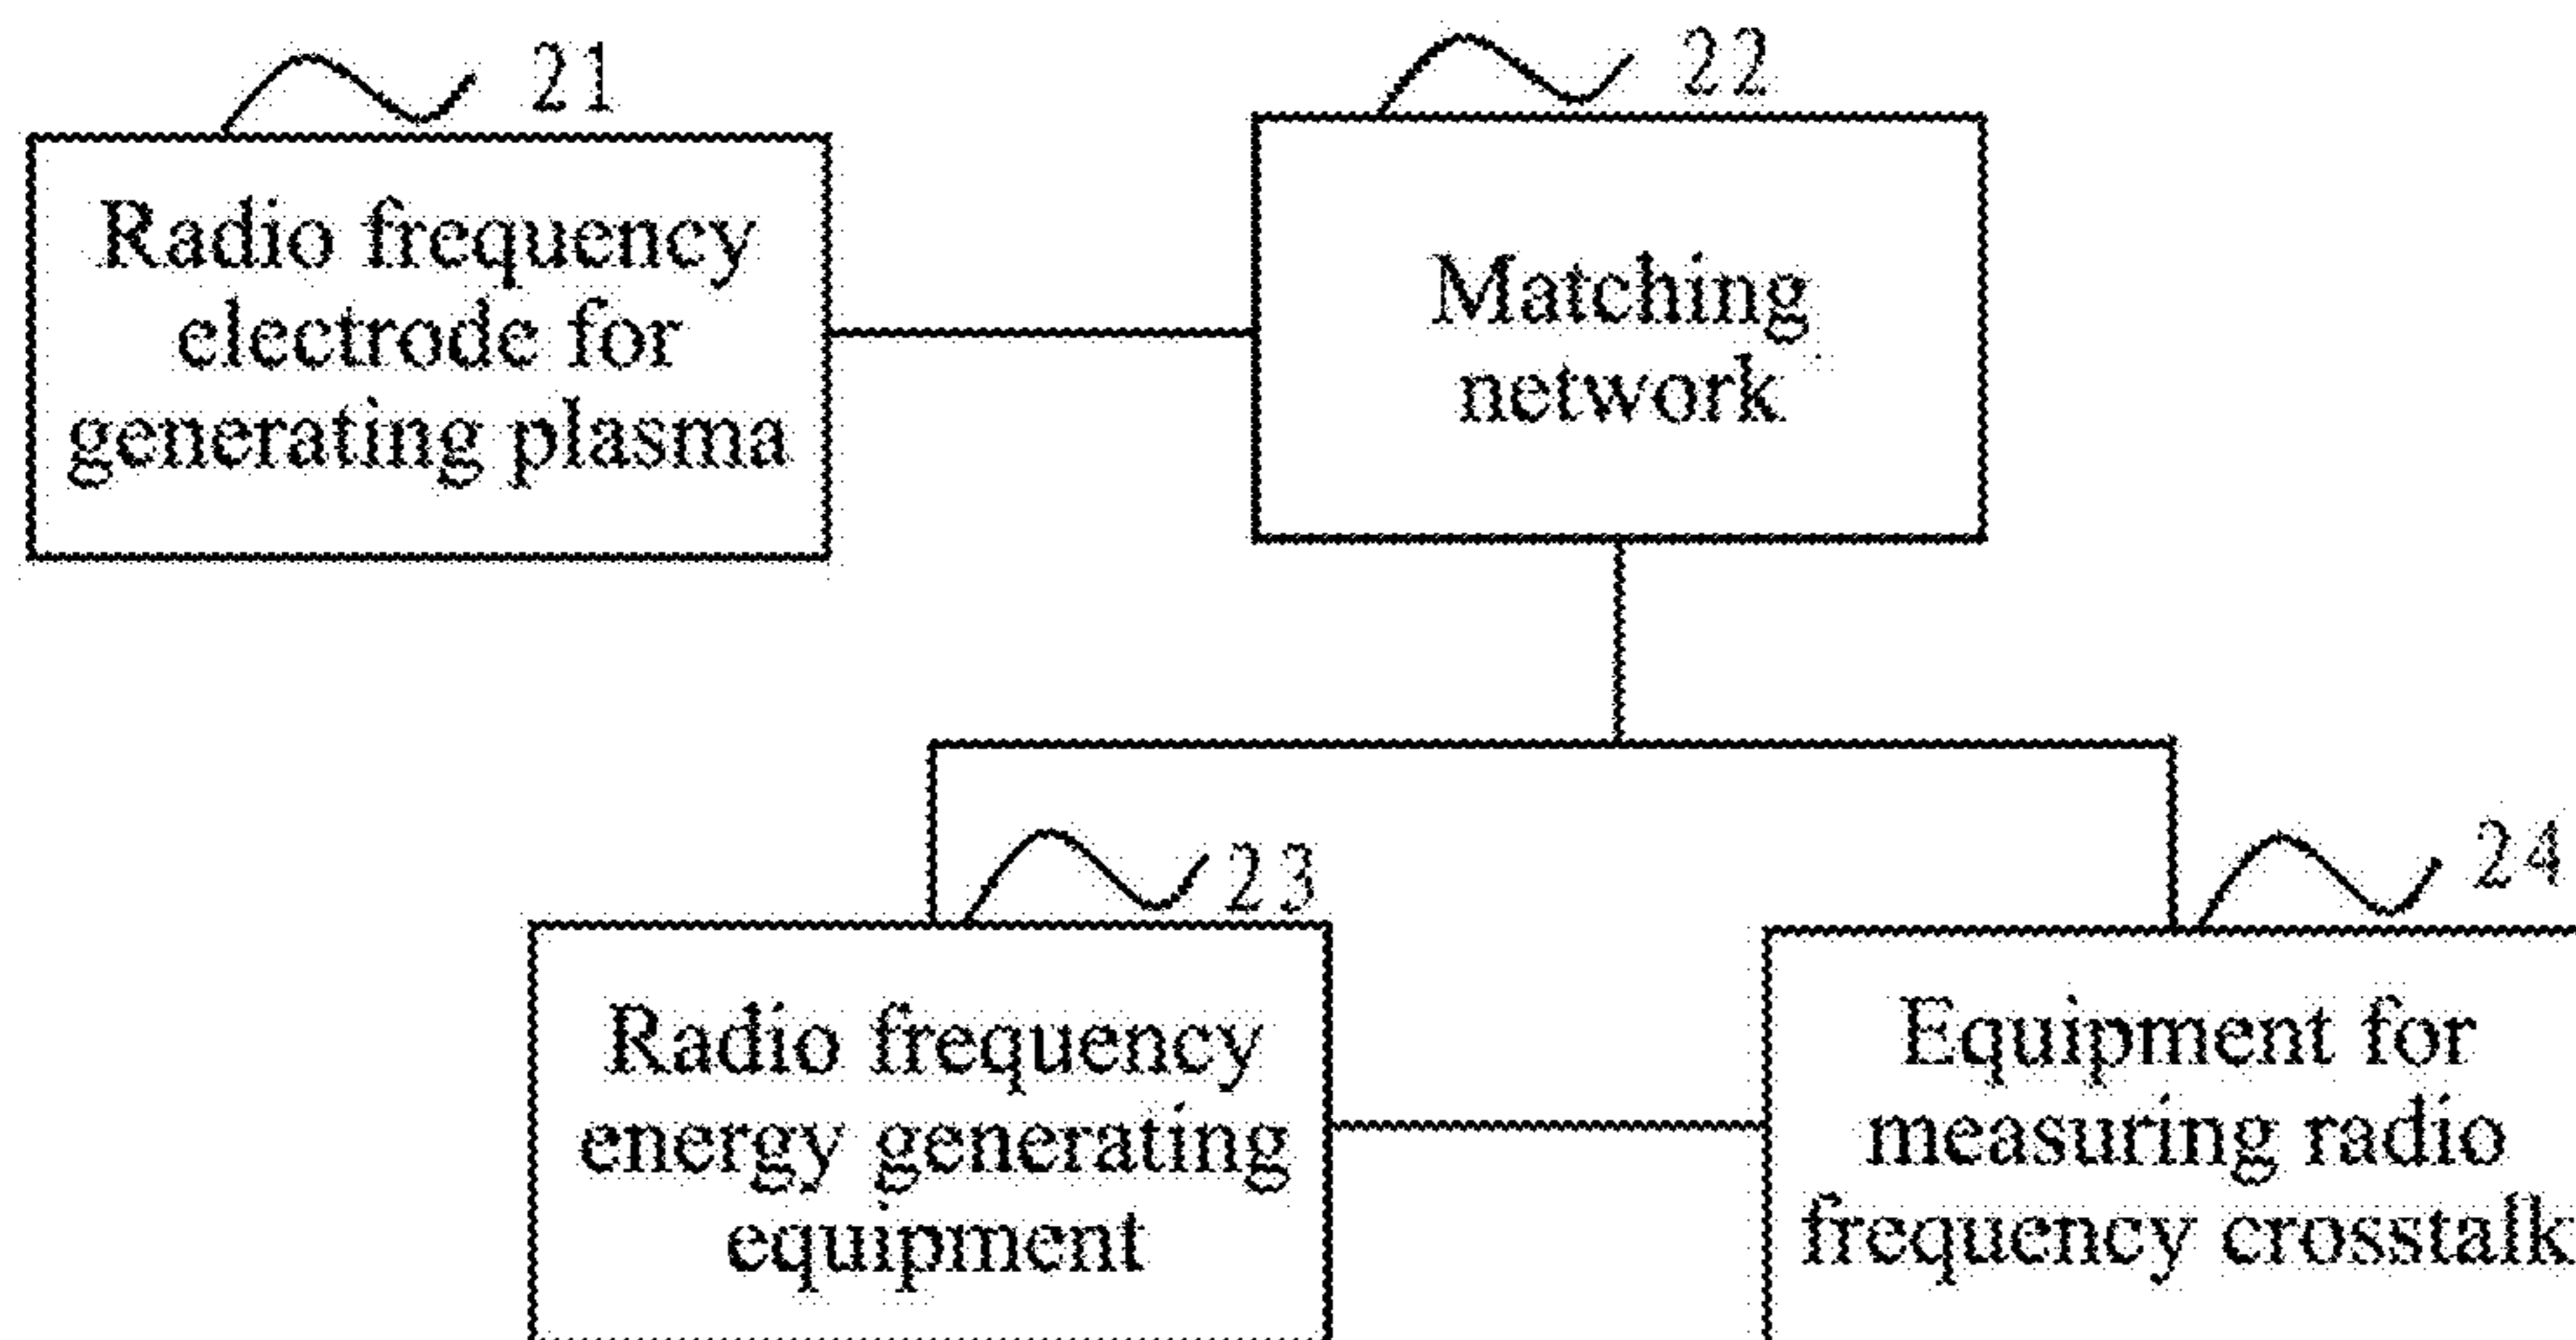 21
Radio frequency
electrode for
generating plasma
22
Matching
network
23
Radio frequency
energy generating
equipment
24
Equipment for
measuring radio
frequency crosstalk